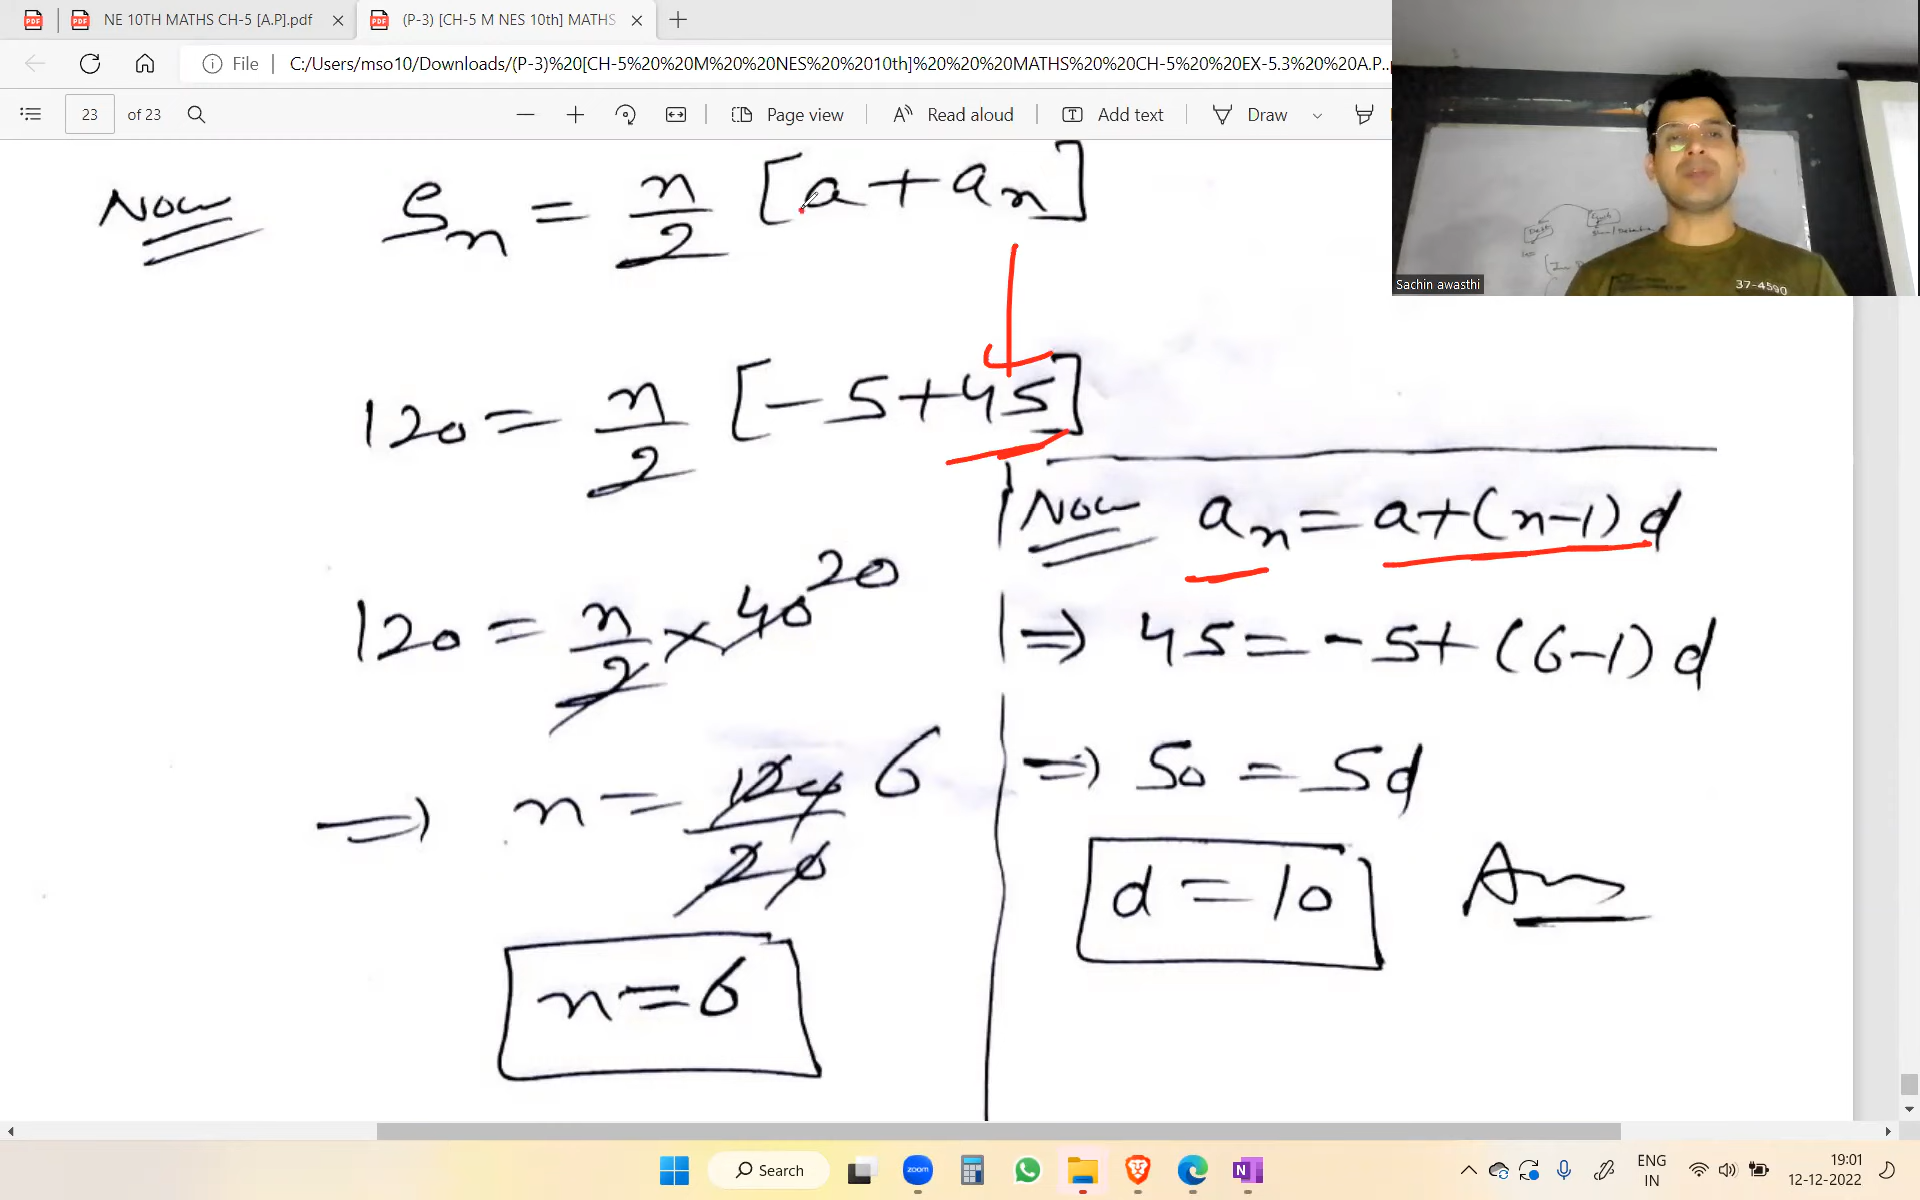 NE 10TH MATHS CH-5 [A.P].pdf
(P-3) [CH-5 M NES 10th] MATHS
File
C:/Users/mso10/Downloads/(P-3)%20[CH-5%20%20M%20%20NES%20%2010th]%20%20%20MATHS%20%20CH-5%20%20EX-5.3%20%20A.P..p
23 of 23
Page view
Read aloud
Add text
Draw
Sachin awasthi
37-4590
Now Sn = n/2 [a + an]
120 = n/2 [-5+45]
120 = n/2 × 40 20
⇒ n = 120/20 6
n = 6
Now an = a+(n-1)d
⇒ 45 = -5+(6-1)d
⇒ 50 = 5d
d = 10 Ans
Search
zoom
N
ENG
IN
19:01
12-12-2022